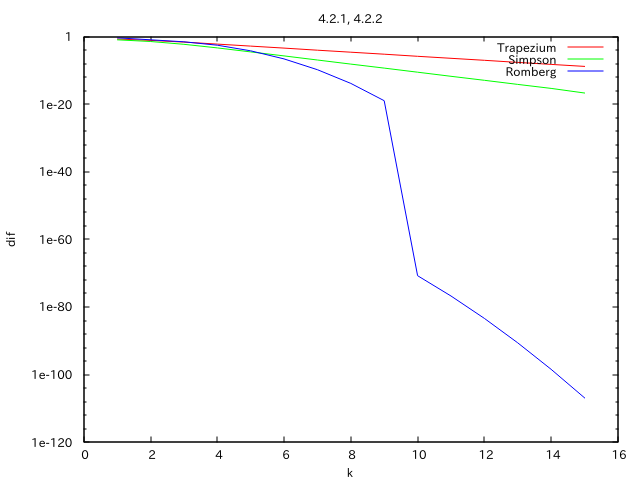 4.2.1, 4.2.2
1
Trapezium
Simpson
Romberg
1e-20
1e-40
1e-60
dif
1e-80
1e-100
1e-120
0 2 4 6 8 10 12 14 16
k